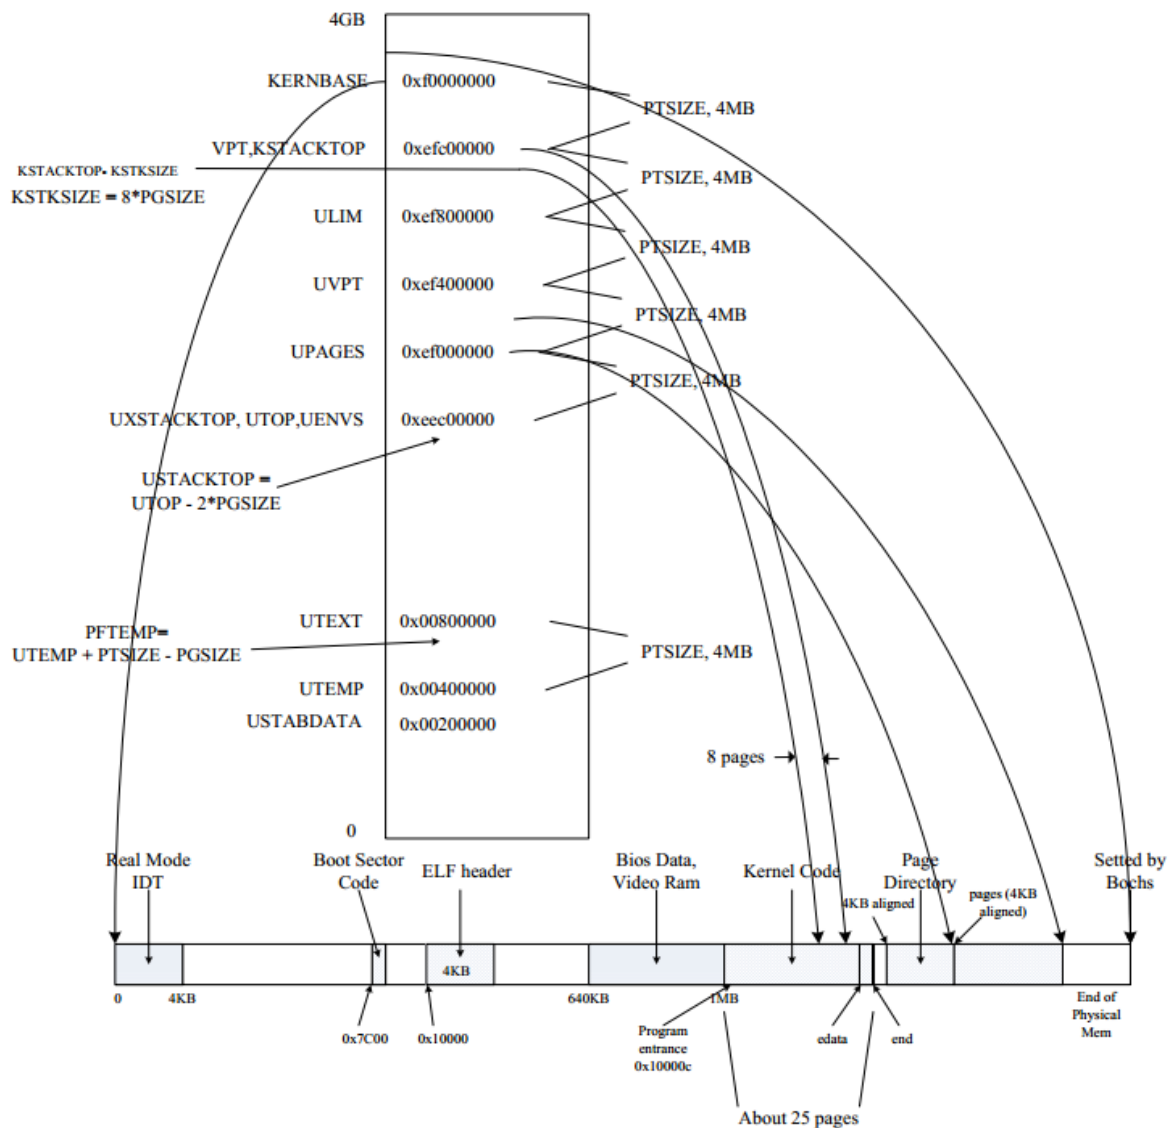 4GB
KERNBASE
0xf0000000
PTSIZE, 4MB
VPT,KSTACKTOP
0xefc00000
KSTACKTOP- KSTKSIZE
KSTKSIZE = 8*PGSIZE
PTSIZE, 4MB
ULIM
0xef800000
PTSIZE, 4MB
UVPT
0xef400000
PTSIZE, 4MB
UPAGES
0xef000000
PTSIZE, 4MB
UXSTACKTOP, UTOP,UENVS
0xeec00000
USTACKTOP =
UTOP - 2*PGSIZE
UTEXT
0x00800000
PFTEMP=
UTEMP + PTSIZE - PGSIZE
PTSIZE, 4MB
UTEMP
0x00400000
USTABDATA
0x00200000
8 pages
0
Real Mode
IDT
Boot Sector
Code
ELF header
Bios Data,
Video Ram
Kernel Code
Page
Directory
Setted by
Bochs
4KB aligned
pages (4KB
aligned)
4KB
0
4KB
640KB
1MB
End of
Physical
Mem
0x7C00
0x10000
Program
entrance
0x10000c
edata
end
About 25 pages